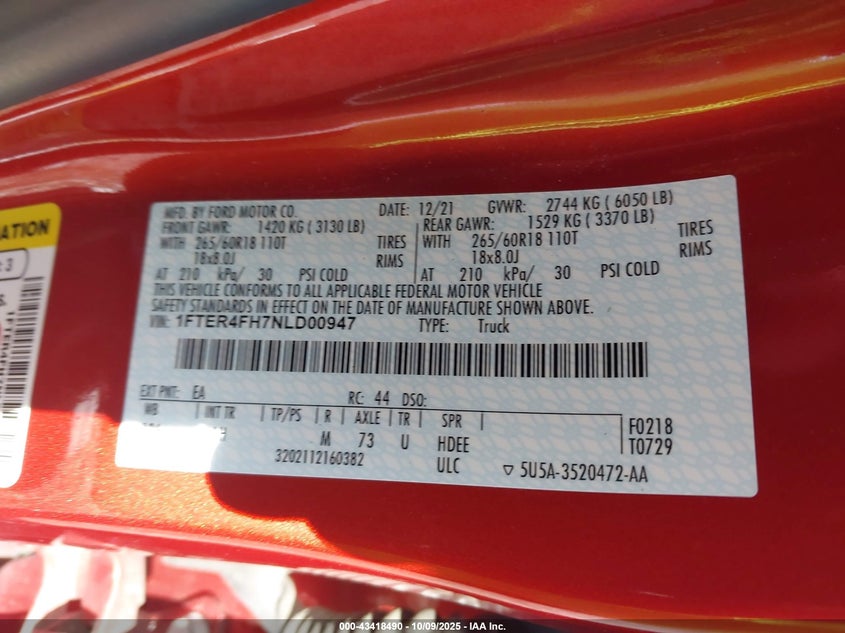 MFD. BY FORD MOTOR CO. DATE: 12/21 GVWR: 2744 KG ( 6050 LB)
FRONT GAWR: 1420 KG ( 3130 LB) REAR GAWR: 1529 KG ( 3370 LB)
WITH 265/60R18 110T TIRES WITH 265/60R18 110T TIRES
18x8.0J RIMS 18x8.0J RIMS
AT 210 kPa/ 30 PSI COLD AT 210 kPa/ 30 PSI COLD
THIS VEHICLE CONFORMS TO ALL APPLICABLE FEDERAL MOTOR VEHICLE
SAFETY STANDARDS IN EFFECT ON THE DATE OF MANUFACTURE SHOWN ABOVE.
VIN: 1FTER4FH7NLD00947 TYPE: Truck
EXT PNT: EA RC: 44 DSO:
WB INT TR TP/PS R AXLE TR SPR F0218
M 73 U HDEE T0729
3202112160382 ULC 5U5A-3520472-AA
000-43418490 - 10/09/2025 - IAA Inc.